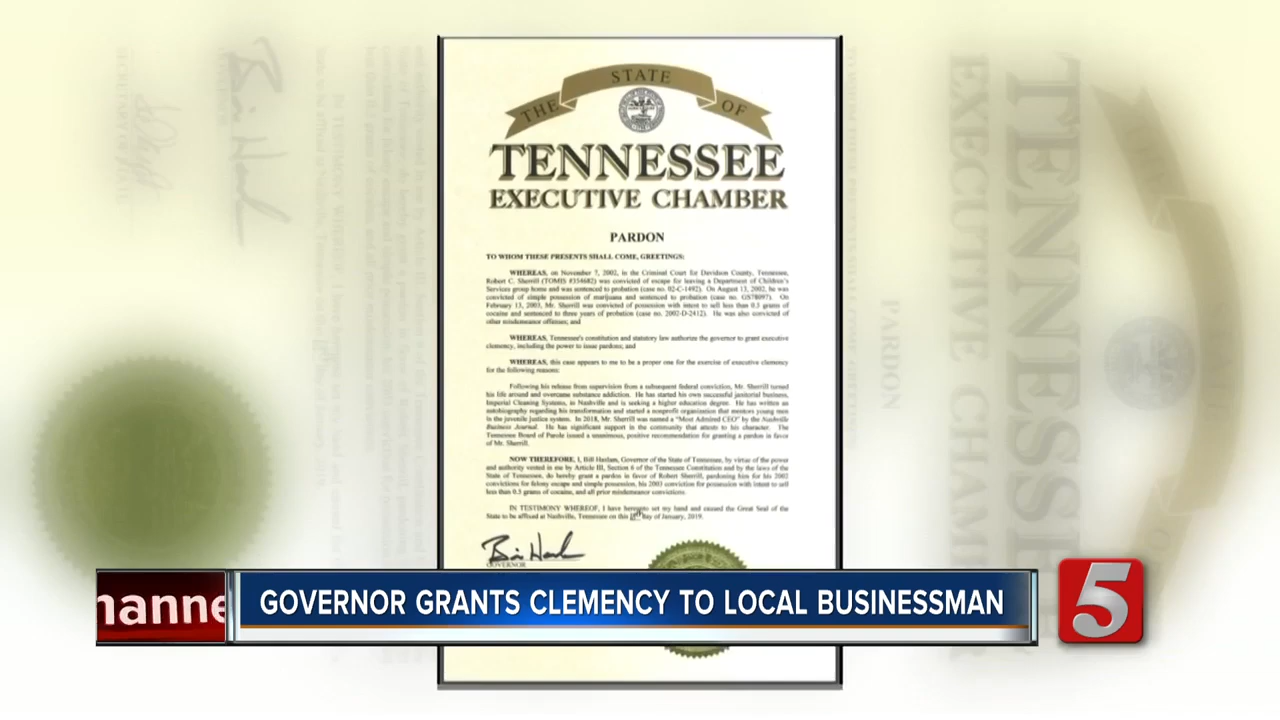 THE STATE OF
TENNESSEE
EXECUTIVE CHAMBER
PARDON
TO WHOM THESE PRESENTS SHALL COME, GREETINGS:
WHEREAS, on November 7, 2002, in the Criminal Court for Davidson County, Tennessee,
Robert C. Sherrill (TOMIS #354682) was convicted of escape for leaving a Department of Children's
Services group home and was sentenced to probation (case no. 02-C-1492). On August 13, 2002, he was
convicted of simple possession of marijuana and sentenced to probation (case no. GS78097). On
February 13, 2003, Mr. Sherrill was convicted of possession with intent to sell less than 0.5 grams of
cocaine and sentenced to three years of probation (case no. 2002-D-2412). He was also convicted of
other misdemeanor offenses; and
WHEREAS, Tennessee's constitution and statutory law authorize the governor to grant executive
clemency, including the power to issue pardons; and
WHEREAS, this case appears to me to be a proper one for the exercise of executive clemency
for the following reasons:
Following his release from supervision from a subsequent federal conviction, Mr. Sherrill turned
his life around and overcame substance addiction. He has started his own successful janitorial business,
Imperial Cleaning Systems, in Nashville and is seeking a higher education degree. He has written an
autobiography regarding his transformation and started a nonprofit organization that mentors young men
in the juvenile justice system. In 2018, Mr. Sherrill was named a "Most Admired CEO" by the Nashville
Business Journal. He has significant support in the community that attests to his character. The
Tennessee Board of Parole issued a unanimous, positive recommendation for granting a pardon in favor
of Mr. Sherrill.
NOW THEREFORE, I, Bill Haslam, Governor of the State of Tennessee, by virtue of the power
and authority vested in me by Article III, Section 6 of the Tennessee Constitution and by the laws of the
State of Tennessee, do hereby grant a pardon in favor of Robert Sherrill, pardoning him for his 2002
convictions for felony escape and simple possession, his 2003 conviction for possession with intent to sell
less than 0.5 grams of cocaine, and all prior misdemeanor convictions.
IN TESTIMONY WHEREOF, I have hereunto set my hand and caused the Great Seal of the
State to be affixed at Nashville, Tennessee on this day of January, 2019.
GOVERNOR
hanne
GOVERNOR GRANTS CLEMENCY TO LOCAL BUSINESSMAN
5